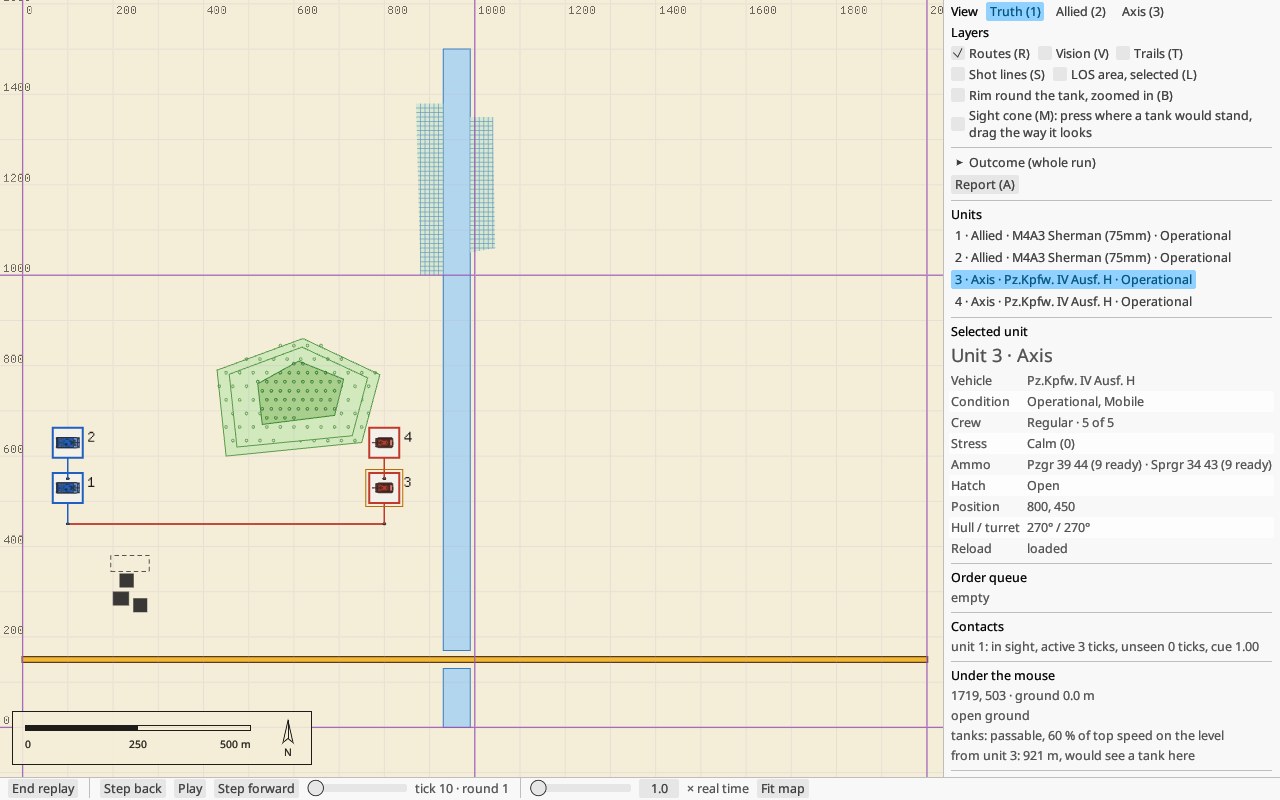 0 200 400 600 800 1000 1200 1400 1600 1800 20
1400
1200
1000
800
600
400
200
0
2
1
4
3
0 250 500 m
N
View Truth (1) Allied (2) Axis (3)
Layers
Routes (R) Vision (V) Trails (T)
Shot lines (S) LOS area, selected (L)
Rim round the tank, zoomed in (B)
Sight cone (M): press where a tank would stand,
drag the way it looks
► Outcome (whole run)
Report (A)
Units
1 · Allied · M4A3 Sherman (75mm) · Operational
2 · Allied · M4A3 Sherman (75mm) · Operational
3 · Axis · Pz.Kpfw. IV Ausf. H · Operational
4 · Axis · Pz.Kpfw. IV Ausf. H · Operational
Selected unit
Unit 3 · Axis
Vehicle Pz.Kpfw. IV Ausf. H
Condition Operational, Mobile
Crew Regular · 5 of 5
Stress Calm (0)
Ammo Pzgr 39 44 (9 ready) · Sprgr 34 43 (9 ready)
Hatch Open
Position 800, 450
Hull / turret 270° / 270°
Reload loaded
Order queue
empty
Contacts
unit 1: in sight, active 3 ticks, unseen 0 ticks, cue 1.00
Under the mouse
1719, 503 · ground 0.0 m
open ground
tanks: passable, 60 % of top speed on the level
from unit 3: 921 m, would see a tank here
End replay Step back Play Step forward tick 10 · round 1 1.0 × real time Fit map